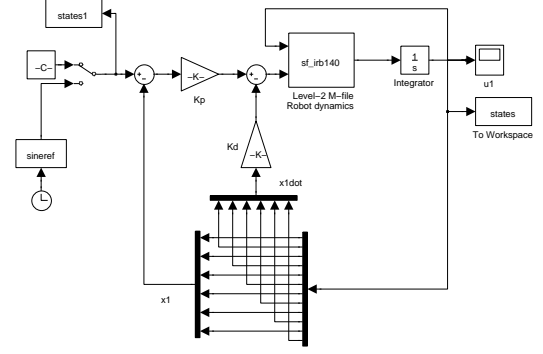 states1
-C-
-K-
Kp
sf_irb140
Level-2 M-file
Robot dynamics
1
s
Integrator
u1
states
To Workspace
sineref
Kd
-K-
x1dot
x1